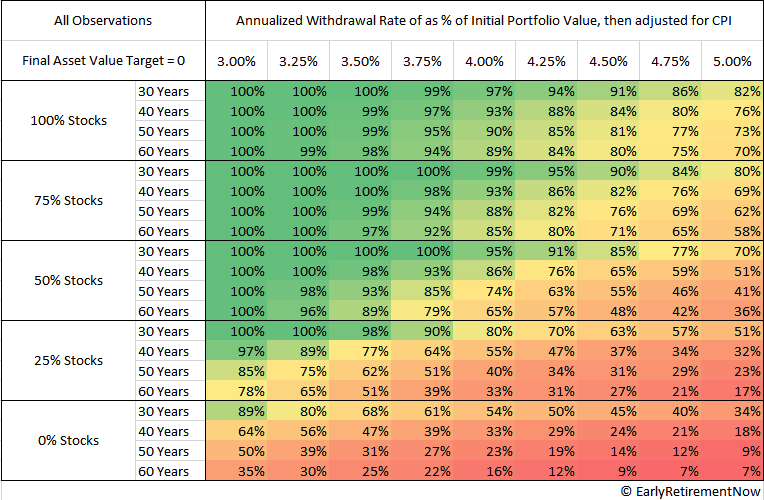 All Observations Annualized Withdrawal Rate of as % of Initial Portfolio Value, then adjusted for CPI
Final Asset Value Target = 0 3.00% 3.25% 3.50% 3.75% 4.00% 4.25% 4.50% 4.75% 5.00%
100% Stocks
30 Years 100% 100% 100% 99% 97% 94% 91% 86% 82%
40 Years 100% 100% 99% 97% 93% 88% 84% 80% 76%
50 Years 100% 100% 99% 95% 90% 85% 81% 77% 73%
60 Years 100% 99% 98% 94% 89% 84% 80% 75% 70%
75% Stocks
30 Years 100% 100% 100% 100% 99% 95% 90% 84% 80%
40 Years 100% 100% 100% 98% 93% 86% 82% 76% 69%
50 Years 100% 100% 99% 94% 88% 82% 76% 69% 62%
60 Years 100% 100% 97% 92% 85% 80% 71% 65% 58%
50% Stocks
30 Years 100% 100% 100% 100% 95% 91% 85% 77% 70%
40 Years 100% 100% 98% 93% 86% 76% 65% 59% 51%
50 Years 100% 98% 93% 85% 74% 63% 55% 46% 41%
60 Years 100% 96% 89% 79% 65% 57% 48% 42% 36%
25% Stocks
30 Years 100% 100% 98% 90% 80% 70% 63% 57% 51%
40 Years 97% 89% 77% 64% 55% 47% 37% 34% 32%
50 Years 85% 75% 62% 51% 40% 34% 31% 29% 23%
60 Years 78% 65% 51% 39% 33% 31% 27% 21% 17%
0% Stocks
30 Years 89% 80% 68% 61% 54% 50% 45% 40% 34%
40 Years 64% 56% 47% 39% 33% 29% 24% 21% 18%
50 Years 50% 39% 31% 27% 23% 19% 14% 12% 9%
60 Years 35% 30% 25% 22% 16% 12% 9% 7% 7%
© EarlyRetirementNow